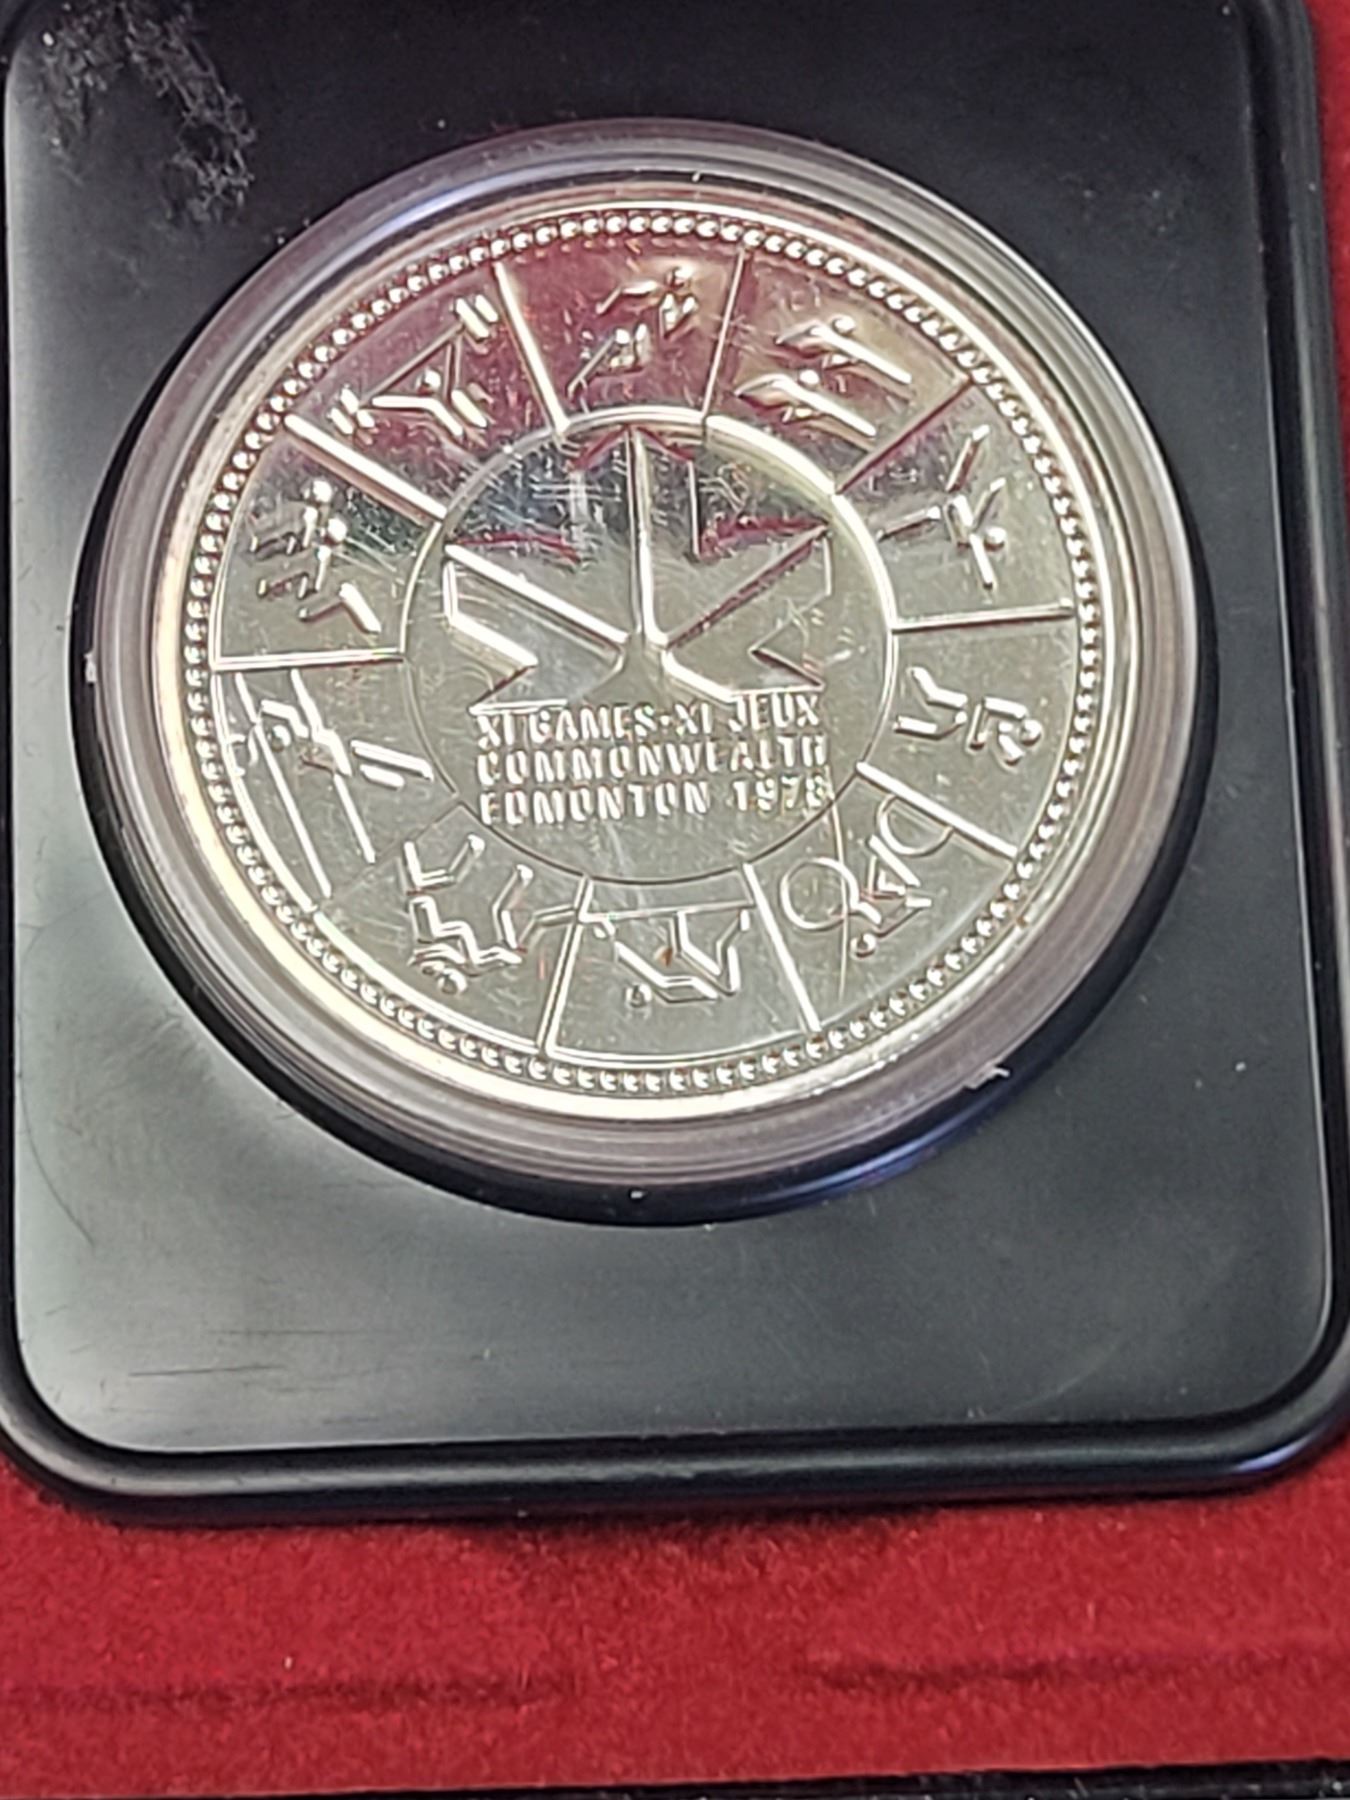 XI GAMES·XI JEUX
COMMONWEALTH
EDMONTON 1978